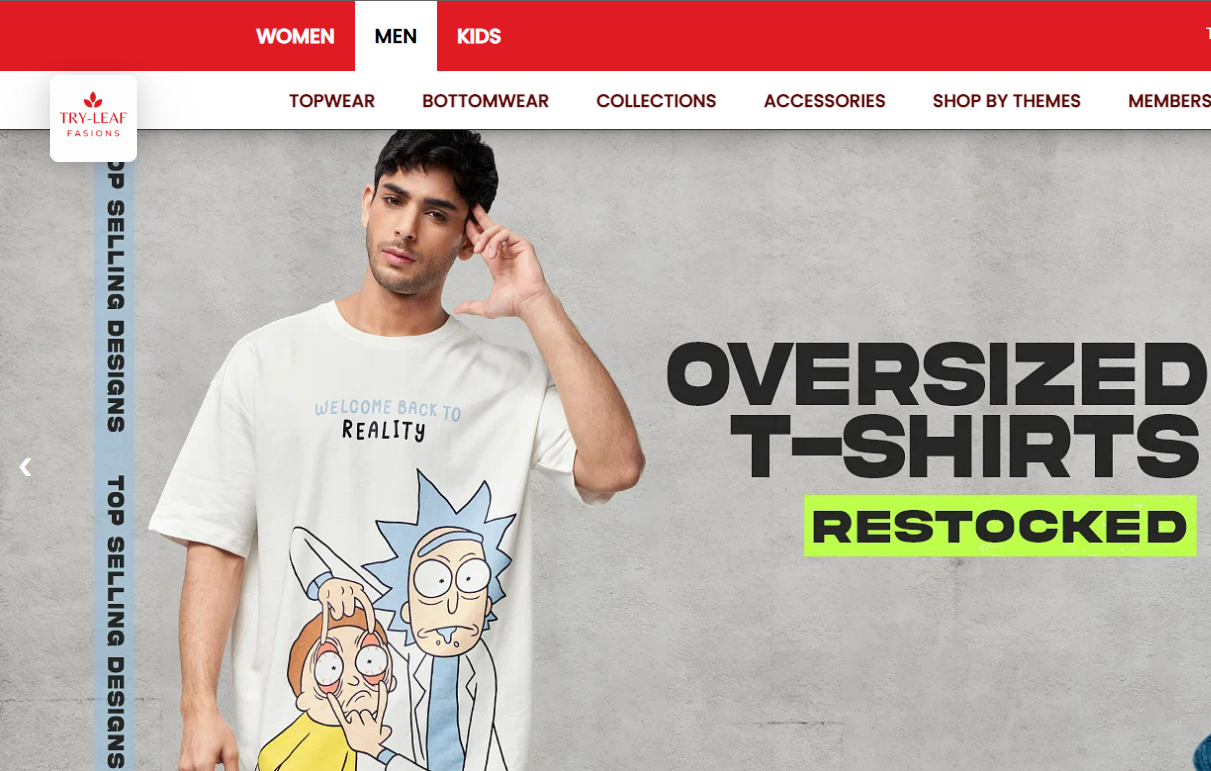 WOMEN MEN KIDS
TRY-LEAF
FASIONS
TOPWEAR BOTTOMWEAR COLLECTIONS ACCESSORIES SHOP BY THEMES MEMBERS
OP SELLING DESIGNS
TOP SELLING DESIGNS
WELCOME BACK TO
REALITY
OVERSIZED
T-SHIRTS
RESTOCKED